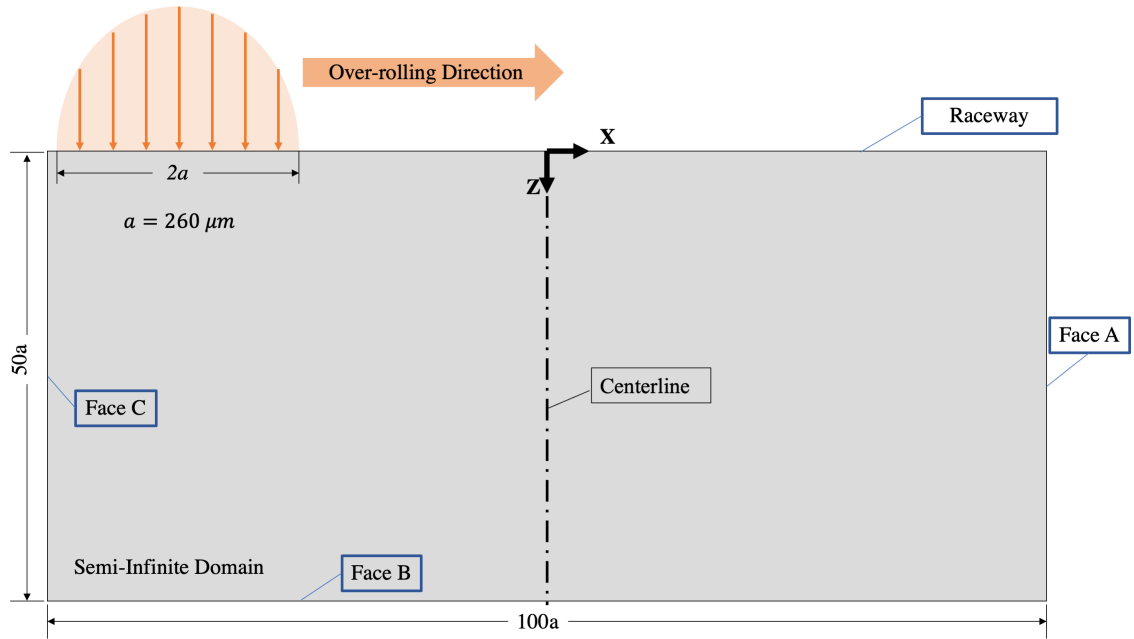 Over-rolling Direction
Raceway
X
Z
2a
a = 260 μm
50a
Face A
Centerline
Face C
Semi-Infinite Domain
Face B
100a